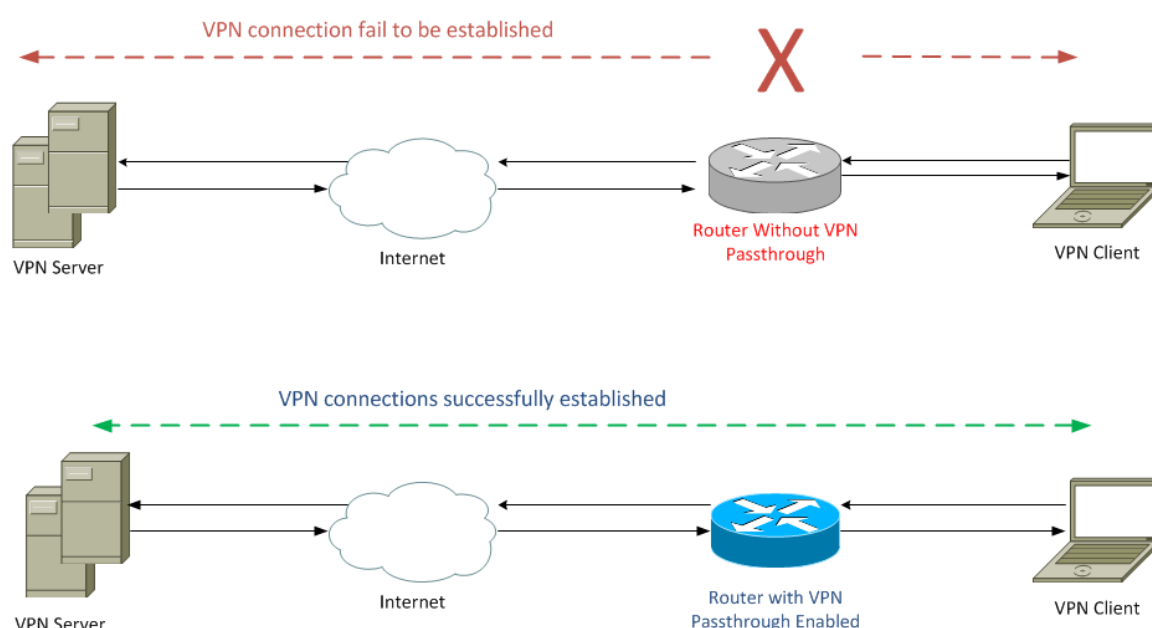 VPN connection fail to be established
X
Router Without VPN
Passthrough
VPN Server
Internet
VPN Client
VPN connections successfully established
Router with VPN
Passthrough Enabled
VPN Server
Internet
VPN Client